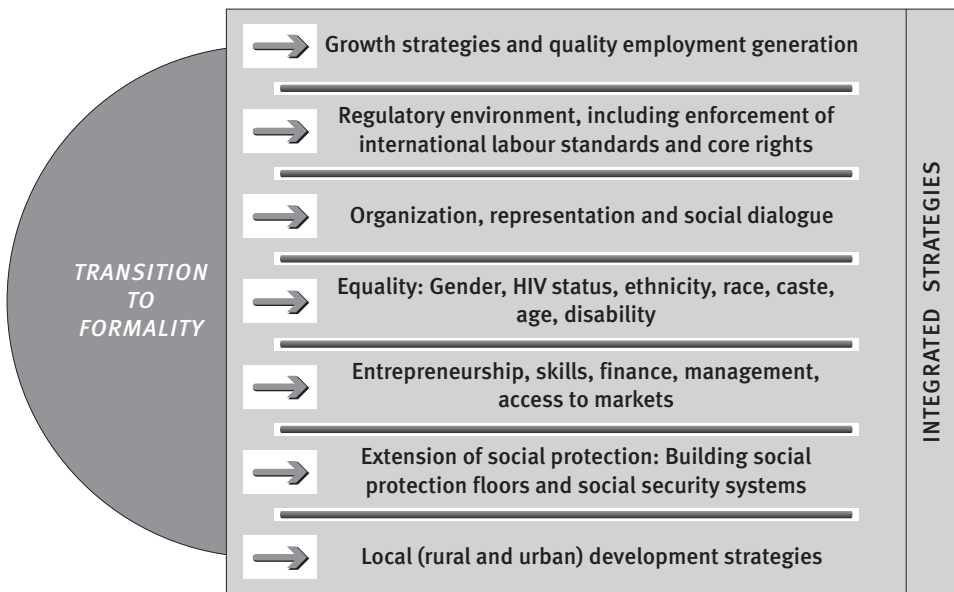 TRANSITION
TO
FORMALITY
Growth strategies and quality employment generation
Regulatory environment, including enforcement of
international labour standards and core rights
Organization, representation and social dialogue
Equality: Gender, HIV status, ethnicity, race, caste,
age, disability
Entrepreneurship, skills, finance, management,
access to markets
Extension of social protection: Building social
protection floors and social security systems
Local (rural and urban) development strategies
INTEGRATED STRATEGIES